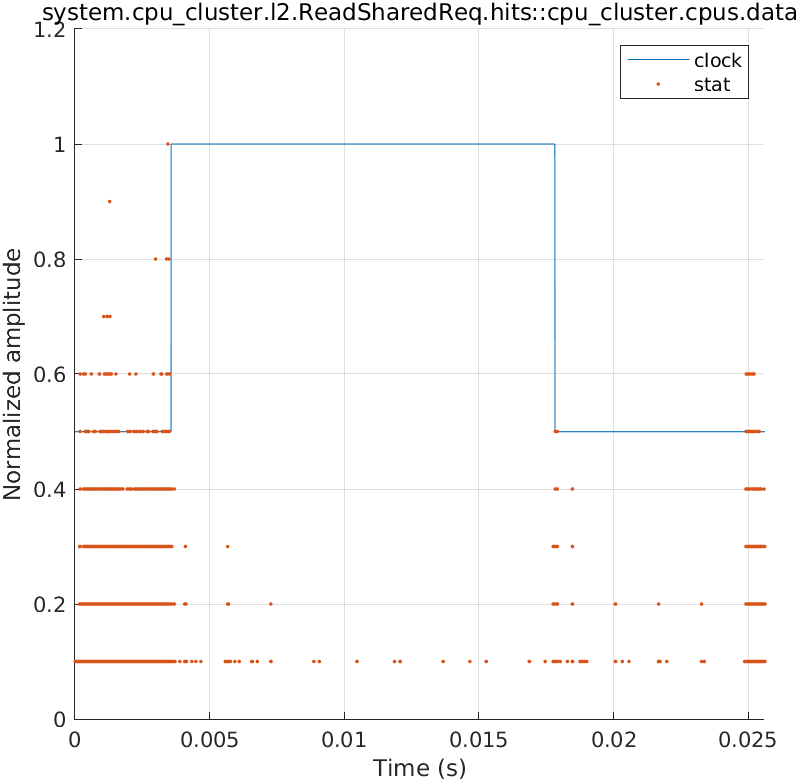 system.cpu_cluster.l2.ReadSharedReq.hits::cpu_cluster.cpus.data
1.2
1
0.8
0.6
0.4
0.2
0
Normalized amplitude
clock
stat
0 0.005 0.01 0.015 0.02 0.025
Time (s)